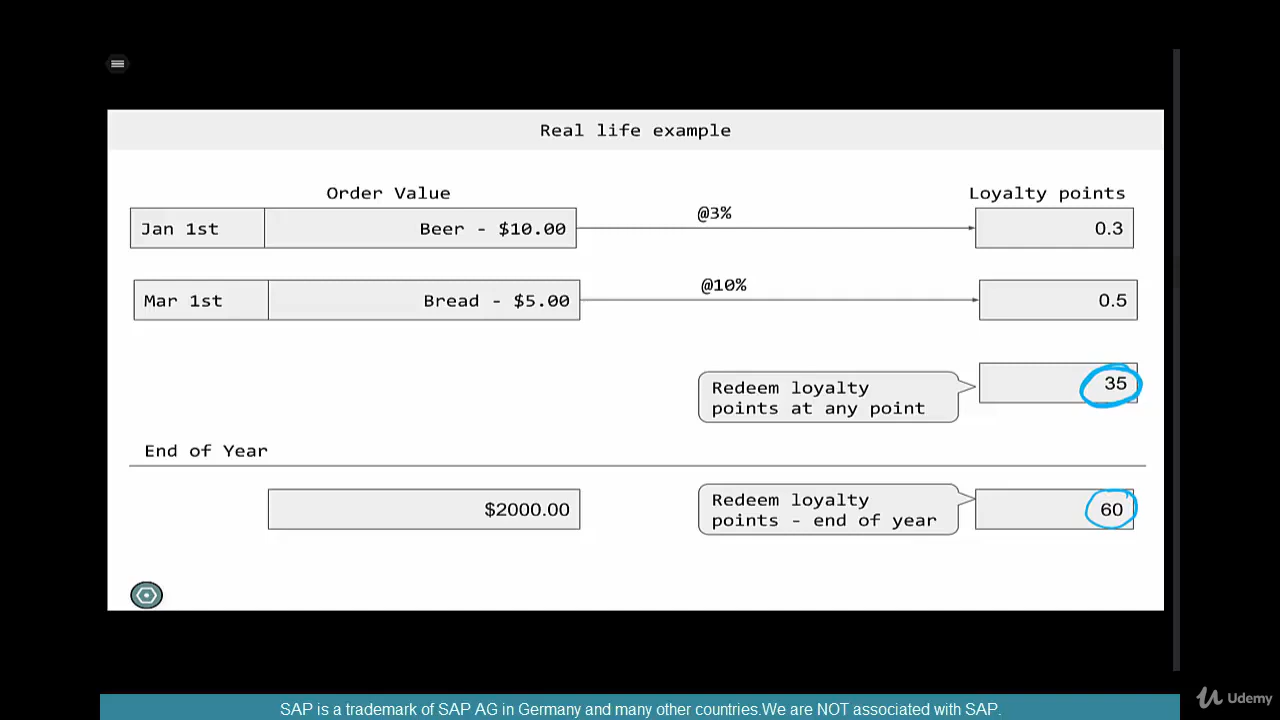 Real life example
Order Value
Loyalty points
Jan 1st
Beer - $10.00
@3%
0.3
Mar 1st
Bread - $5.00
@10%
0.5
Redeem loyalty
points at any point
35
End of Year
$2000.00
Redeem loyalty
points - end of year
60
Udemy
SAP is a trademark of SAP AG in Germany and many other countries.We are NOT associated with SAP.